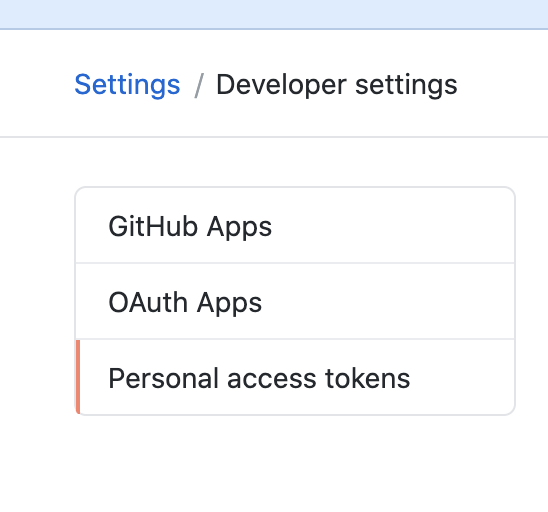 Settings / Developer settings
GitHub Apps
OAuth Apps
Personal access tokens